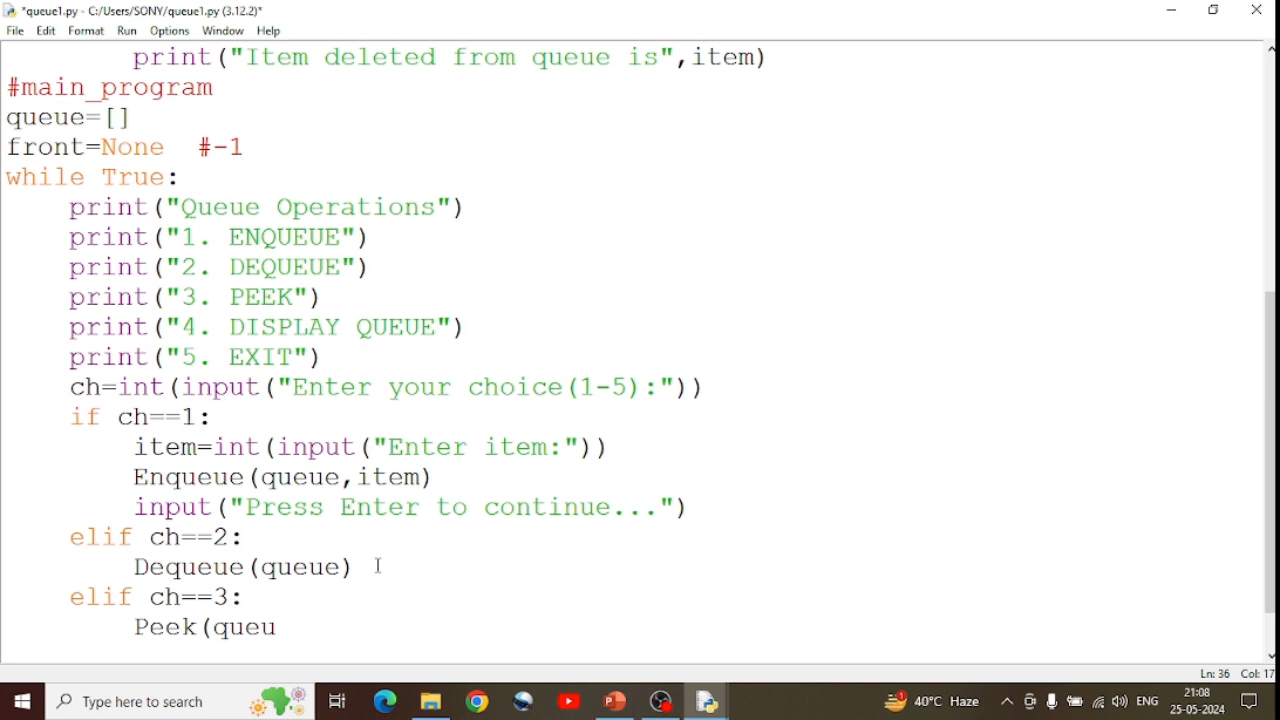 *queue1.py - C:/Users/SONY/queue1.py (3.12.2)*
File Edit Format Run Options Window Help
        print("Item deleted from queue is",item)
#main_program
queue=[]
front=None  #-1
while True:
    print("Queue Operations")
    print("1. ENQUEUE")
    print("2. DEQUEUE")
    print("3. PEEK")
    print("4. DISPLAY QUEUE")
    print("5. EXIT")
    ch=int(input("Enter your choice(1-5):"))
    if ch==1:
        item=int(input("Enter item:"))
        Enqueue(queue,item)
        input("Press Enter to continue...")
    elif ch==2:
        Dequeue(queue)
    elif ch==3:
        Peek(queu
Ln: 36 Col: 17
Type here to search
1
40°C Haze
ENG
21:08
25-05-2024